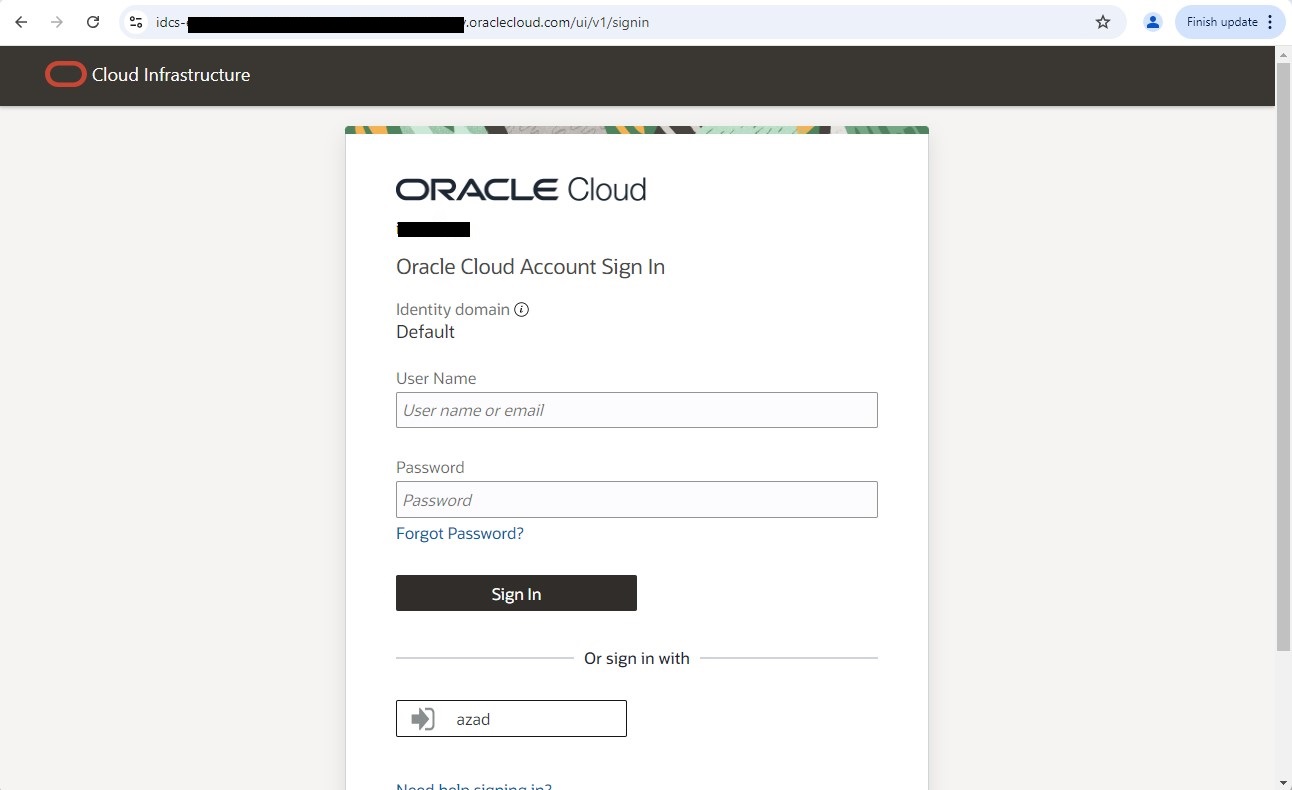 idcs-
.oraclecloud.com/ui/v1/signin
Finish update
Cloud Infrastructure
ORACLE Cloud
Oracle Cloud Account Sign In
Identity domain
Default
User Name
User name or email
Password
Password
Forgot Password?
Sign In
Or sign in with
azad
Need help signing in?